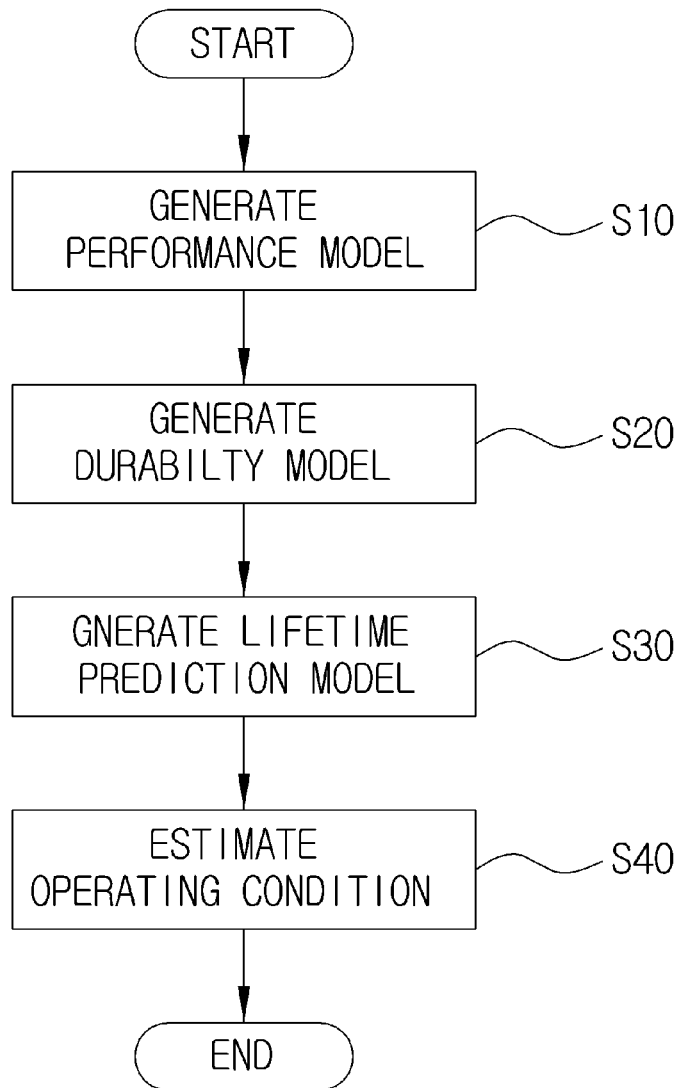 START
GENERATE
PERFORMANCE MODEL
S10
GENERATE
DURABILTY MODEL
S20
GNERATE LIFETIME
PREDICTION MODEL
S30
ESTIMATE
OPERATING CONDITION
S40
END